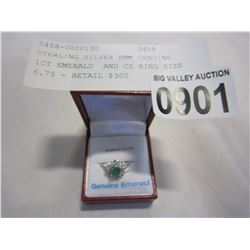 5458-0000130 5458
STERLING SILVER 6MM GENUINE
1CT EMERALD AND CZ RING SIZE
6.75 - RETAIL $300
BIG VALLEY AUCTION
0901
Genuine Emerald